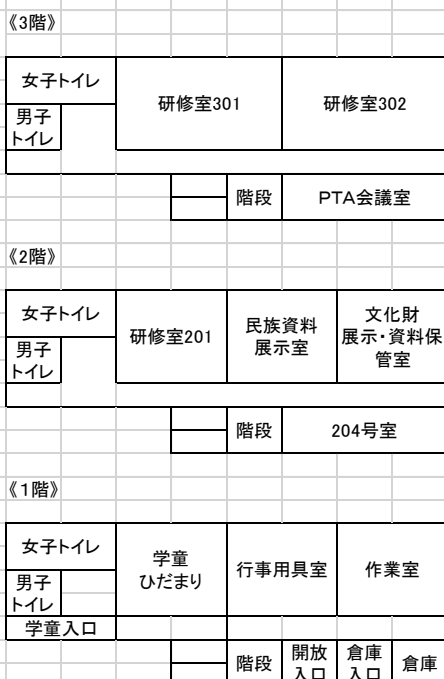 《3階》
女子トイレ
研修室301
研修室302
男子
トイレ
階段
PTA会議室
《2階》
女子トイレ
研修室201
民族資料
展示室
文化財
展示・資料保
管室
男子
トイレ
階段
204号室
《1階》
女子トイレ
学童
ひだまり
行事用具室
作業室
男子
トイレ
学童入口
階段
開放
入口
倉庫
入口
倉庫